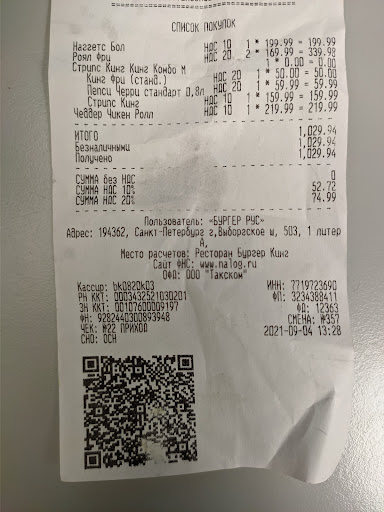 СПИСОК ПОКУПОК
Наггетс Бол НДС 10 1 * 199.99 = 199.99
Роял Фри НДС 20 2 * 169.99 = 339.98
Стрипс Кинг Кинг Комбо М 1 * 0.00 = 0.00
Кинг Фри (станд.) НДС 20 1 * 50.00 = 50.00
Пепси Черри стандарт 0,8л НДС 20 1 * 59.99 = 59.99
Стрипс Кинг НДС 10 1 * 159.99 = 159.99
Чеддер Чикен Ролл НДС 10 1 * 219.99 = 219.99
ИТОГО 1,029.94
Безналичными 1,029.94
Получено 1,029.94
СУММА без НДС 0
СУММА НДС 10% 52.72
СУММА НДС 20% 74.99
Пользователь: «БУРГЕР РУС»
Адрес: 194362, Санкт-Петербург г,Выборгское ш, 503, 1 литер
А,
Место расчетов: Ресторан Бургер Кинг
Сайт ФНС: www.nalog.ru
ОФД: ООО "Такском"
Кассир: bk0820k03 ИНН: 7719723690
РН ККТ: 0003432521030201 ФП: 3234388411
ЗН ККТ: 00107600009197 ФД: 12363
ФН: 9282440300893948 СМЕНА: #357
ЧЕК: #22 ПРИХОД 2021-09-04 13:28
СНО: ОСН